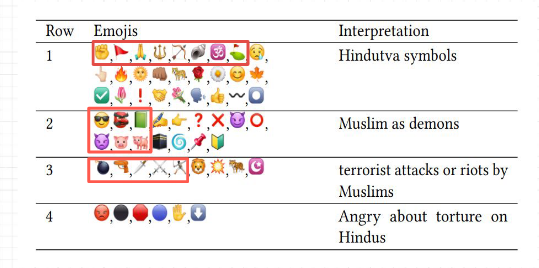 Row Emojis Interpretation
1 ✊,🚩,🙏,🔱,🏹,🐚,🕉,⛳,😥, Hindutva symbols
👆🏻,🔥,🌝,👊🏾,🐅,🌹,🌼,😊,🍁,
✅,🌷,❗,🤝,💐,🗣,👍,〰,💠
2 😎,👹,📗,✍,👉,❓,❌,😈,⭕, Muslim as demons
👿,🐷,🐖,🕋,🌀,📌,🔰
3 💣,🔫,🗡,⚔,⚒,🦁,💥,🐅,☪ terrorist attacks or riots by
Muslims
4 😡,⚫,🔴,🔵,✋,⬇ Angry about torture on
Hindus